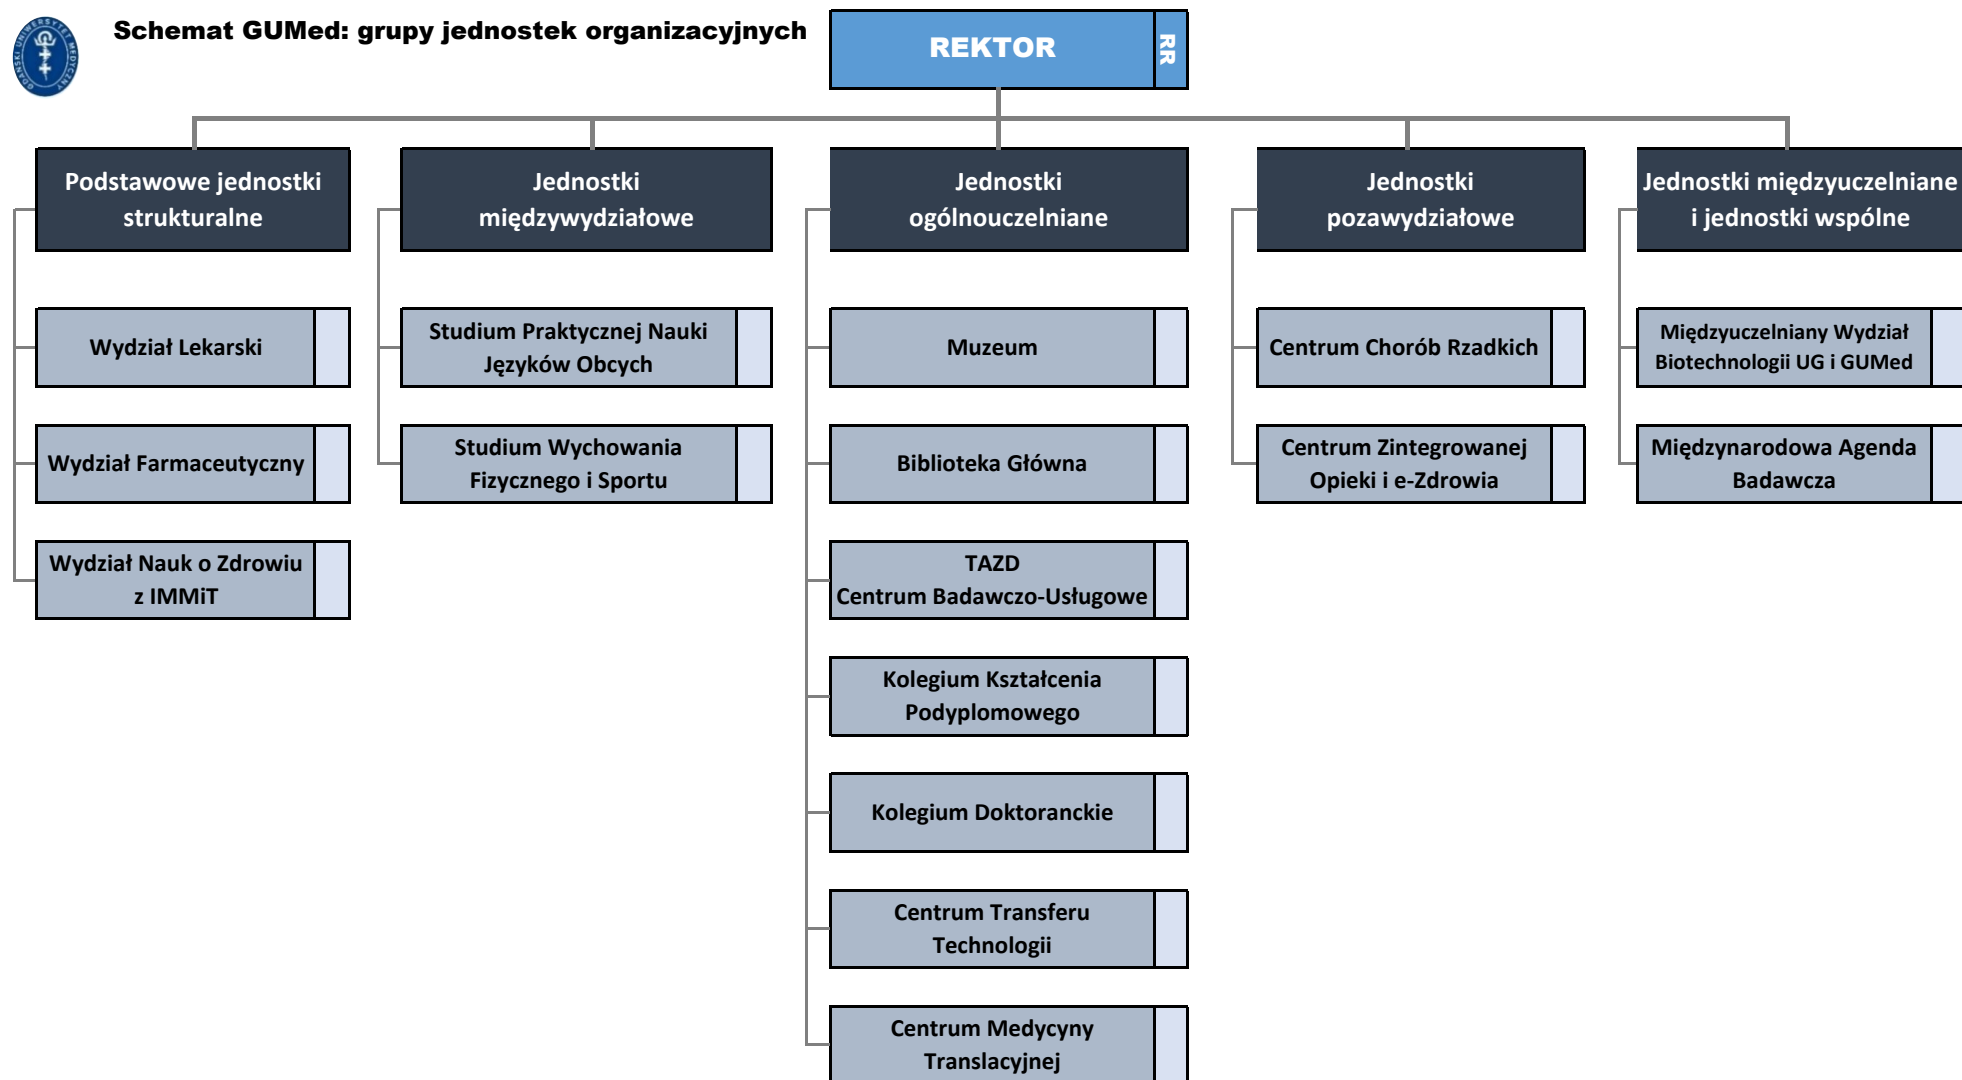 GDAŃSKI UNIWERSYTET MEDYCZNY
Schemat GUMed: grupy jednostek organizacyjnych
REKTOR
RR
Podstawowe jednostki
strukturalne
Wydział Lekarski
Wydział Farmaceutyczny
Wydział Nauk o Zdrowiu
z IMMiT
Jednostki
międzywydziałowe
Studium Praktycznej Nauki
Języków Obcych
Studium Wychowania
Fizycznego i Sportu
Jednostki
ogólnouczelniane
Muzeum
Biblioteka Główna
TAZD
Centrum Badawczo-Usługowe
Kolegium Kształcenia
Podyplomowego
Kolegium Doktoranckie
Centrum Transferu
Technologii
Centrum Medycyny
Translacyjnej
Jednostki
pozawydziałowe
Centrum Chorób Rzadkich
Centrum Zintegrowanej
Opieki i e-Zdrowia
Jednostki międzyuczelniane
i jednostki wspólne
Międzyuczelniany Wydział
Biotechnologii UG i GUMed
Międzynarodowa Agenda
Badawcza